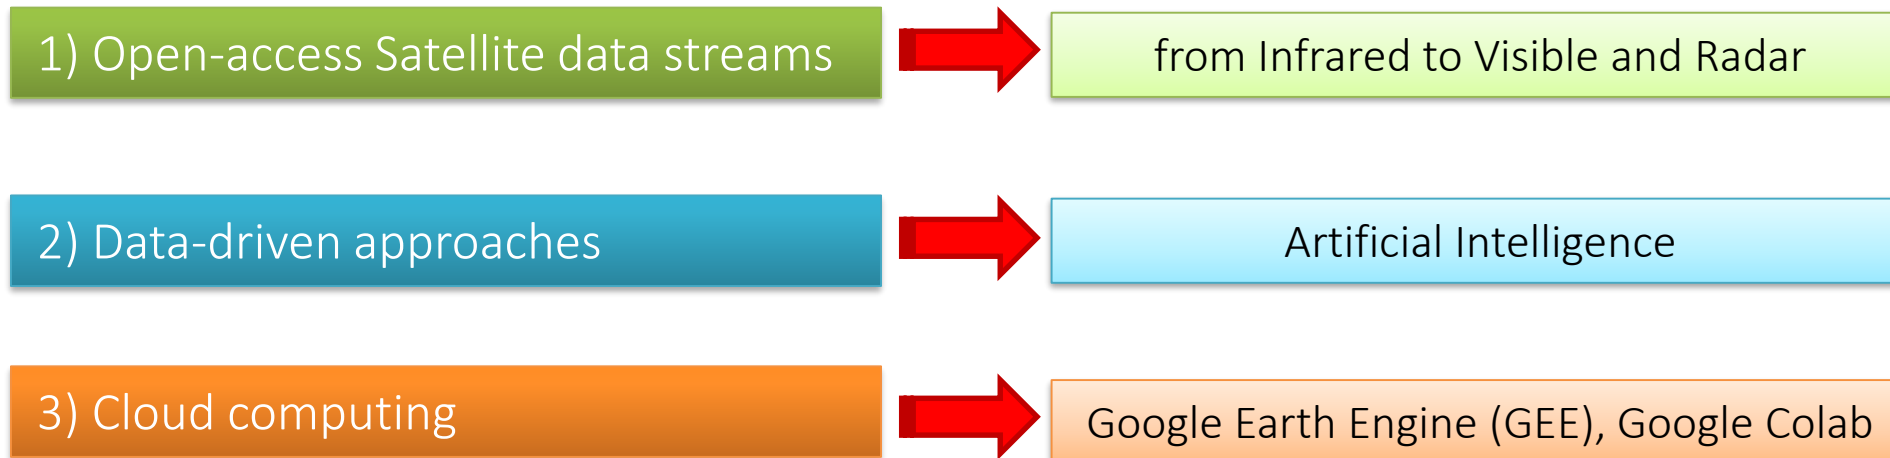 1) Open-access Satellite data streams
from Infrared to Visible and Radar
2) Data-driven approaches
Artificial Intelligence
3) Cloud computing
Google Earth Engine (GEE), Google Colab